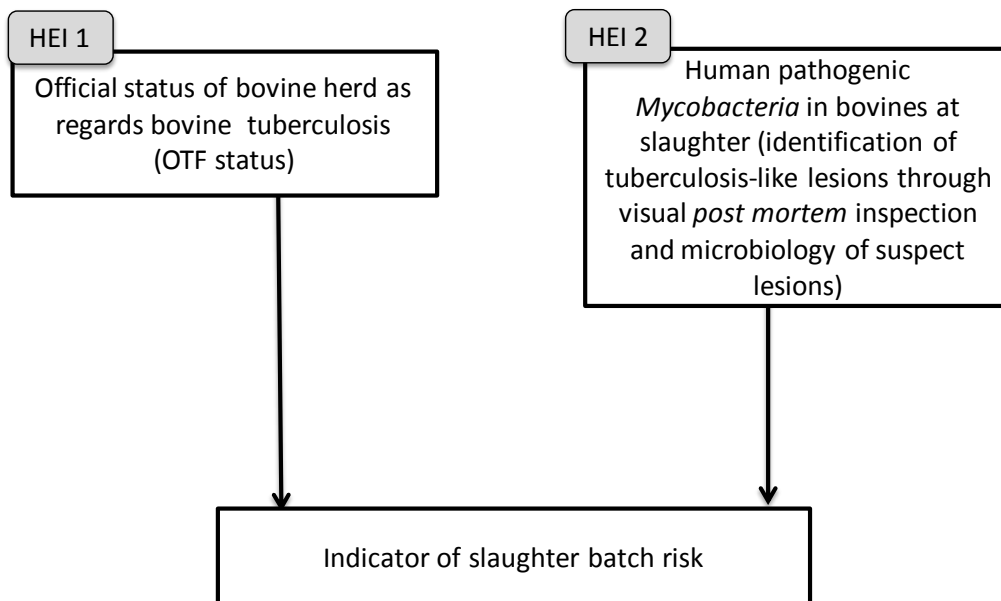 HEI 1
Official status of bovine herd as
regards bovine tuberculosis
(OTF status)
HEI 2
Human pathogenic
Mycobacteria in bovines at
slaughter (identification of
tuberculosis-like lesions through
visual post mortem inspection
and microbiology of suspect
lesions)
Indicator of slaughter batch risk